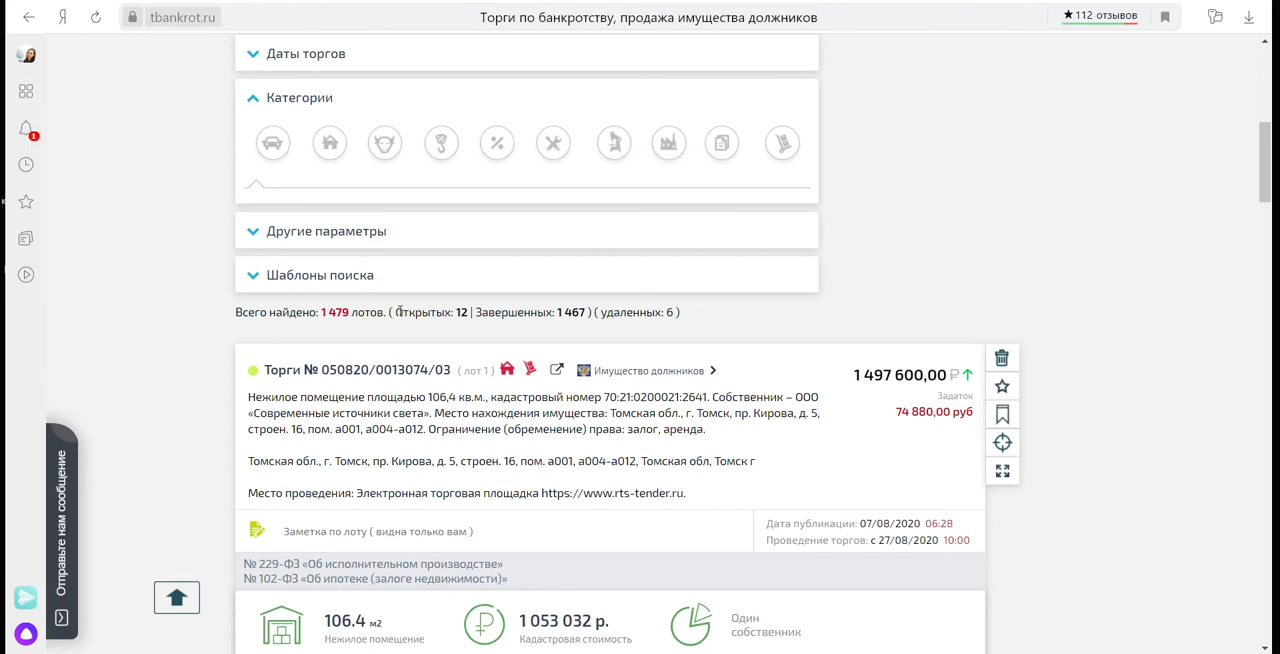 tbankrot.ru
Торги по банкротству, продажа имущества должников
★112 отзывов
1
Даты торгов
Категории
Другие параметры
Шаблоны поиска
Всего найдено: 1 479 лотов. ( Открытых: 12 | Завершенных: 1 467 ) ( удаленных: 6 )
Торги № 050820/0013074/03 ( лот 1 ) Имущество должников
1 497 600,00 ₽
Задаток
74 880,00 руб
Нежилое помещение площадью 106,4 кв.м., кадастровый номер 70:21:0200021:2641. Собственник – ООО
«Современные источники света». Место нахождения имущества: Томская обл., г. Томск, пр. Кирова, д. 5,
строен. 16, пом. а001, а004-а012. Ограничение (обременение) права: залог, аренда.
Томская обл., г. Томск, пр. Кирова, д. 5, строен. 16, пом. а001, а004-а012, Томская обл, Томск г
Место проведения: Электронная торговая площадка https://www.rts-tender.ru.
Заметка по лоту ( видна только вам )
Дата публикации: 07/08/2020 06:28
Проведение торгов: с 27/08/2020 10:00
№ 229-ФЗ «Об исполнительном производстве»
№ 102-ФЗ «Об ипотеке (залоге недвижимости)»
106.4 м2
Нежилое помещение
1 053 032 р.
Кадастровая стоимость
Один
собственник
Отправьте нам сообщение